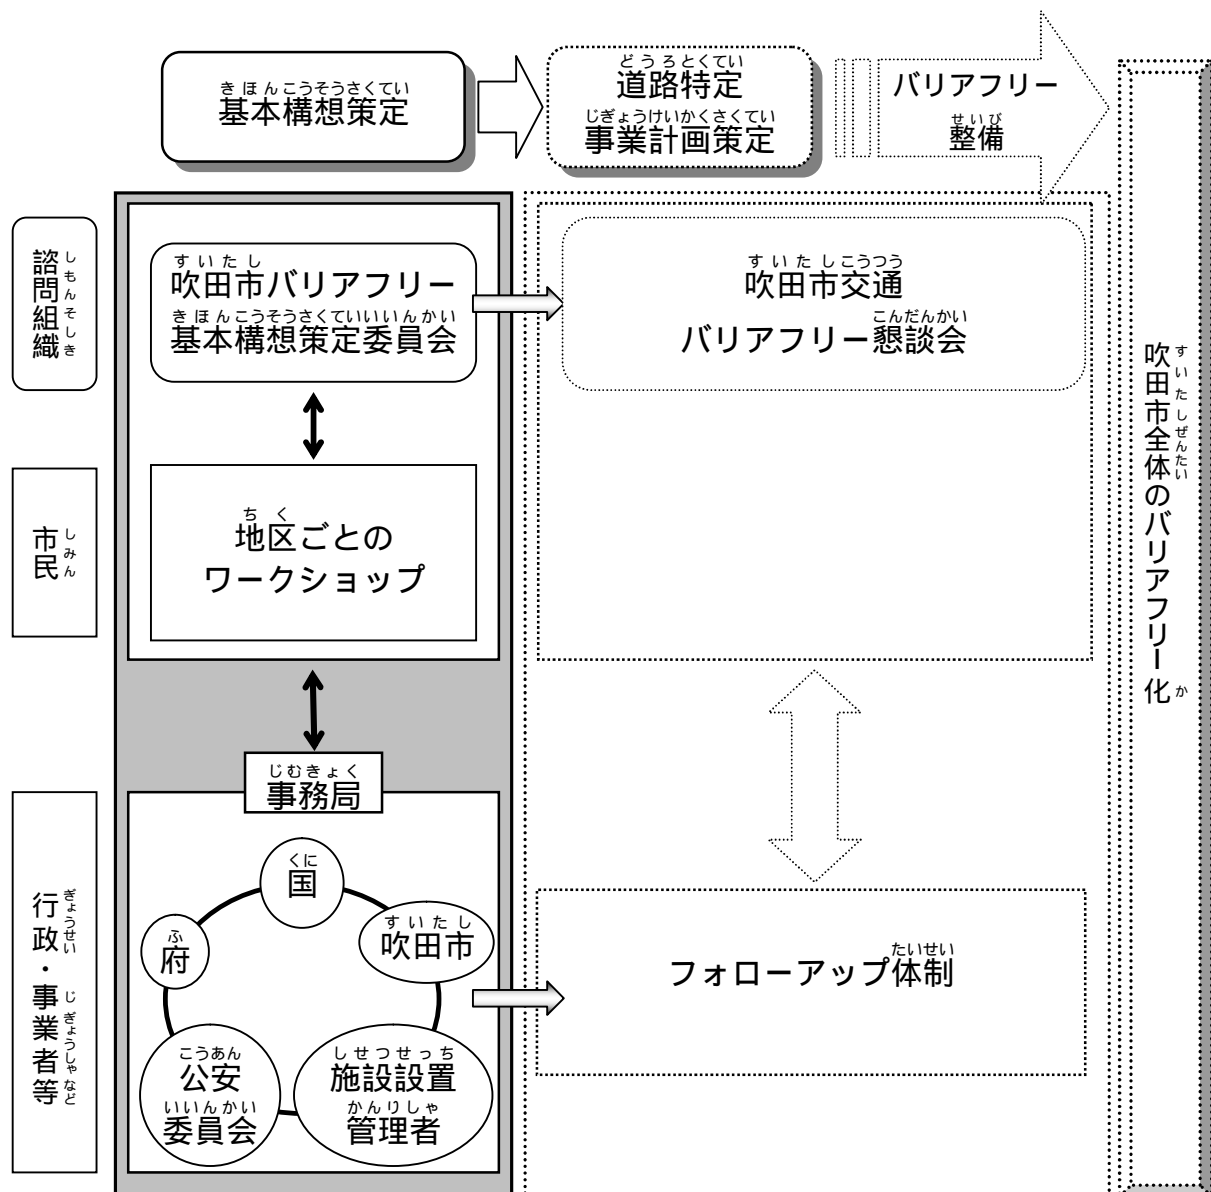 きほんこうそうさくてい
基本構想策定
どうろとくてい
道路特定
じぎょうけいかくさくてい
事業計画策定
バリアフリー
せいび
整備
諮問組織
しもんそしき
すいたし
吹田市バリアフリー
きほんこうそうさくていいいんかい
基本構想策定委員会
すいたしこうつう
吹田市交通
こんだんかい
バリアフリー懇談会
市民
しみん
ちく
地区ごとの
ワークショップ
じむきょく
事務局
行政・事業者等
ぎょうせい じぎょうしゃなど
くに
国
ふ
府
すいたし
吹田市
こうあん
公安
いいんかい
委員会
しせつせっち
施設設置
かんりしゃ
管理者
たいせい
フォローアップ体制
吹田市全体のバリアフリー化
すいたしぜんたい か